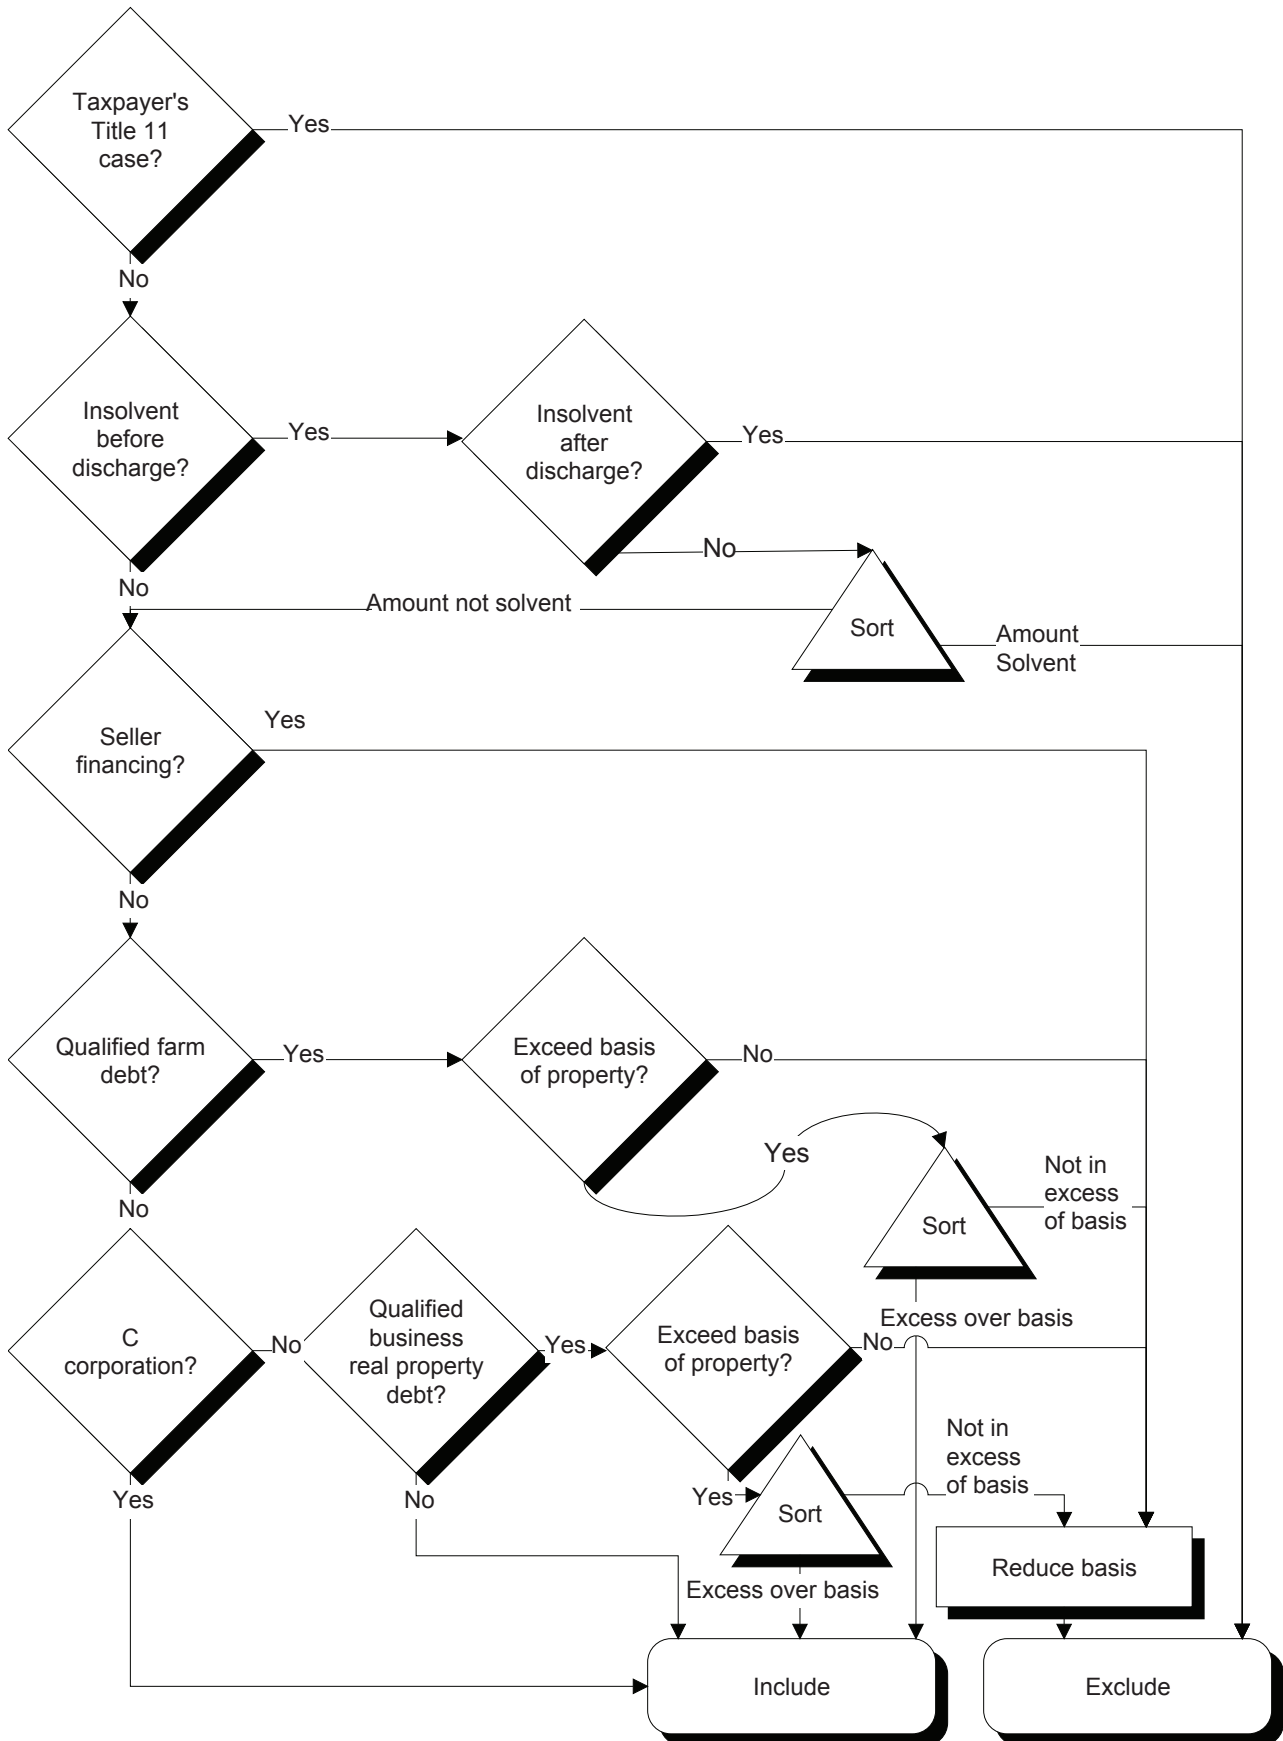 Taxpayer's
Title 11
case?
Yes
No
Insolvent
before
discharge?
Yes
Insolvent
after
discharge?
Yes
No
No
Amount not solvent
Sort
Amount
Solvent
Seller
financing?
Yes
No
Qualified farm
debt?
Yes
Exceed basis
of property?
No
Yes
Sort
Not in
excess
of basis
No
Excess over basis
C
corporation?
No
Qualified
business
real property
debt?
Yes
Exceed basis
of property?
No
Yes
No
Yes
Sort
Not in
excess
of basis
Excess over basis
Reduce basis
Include
Exclude